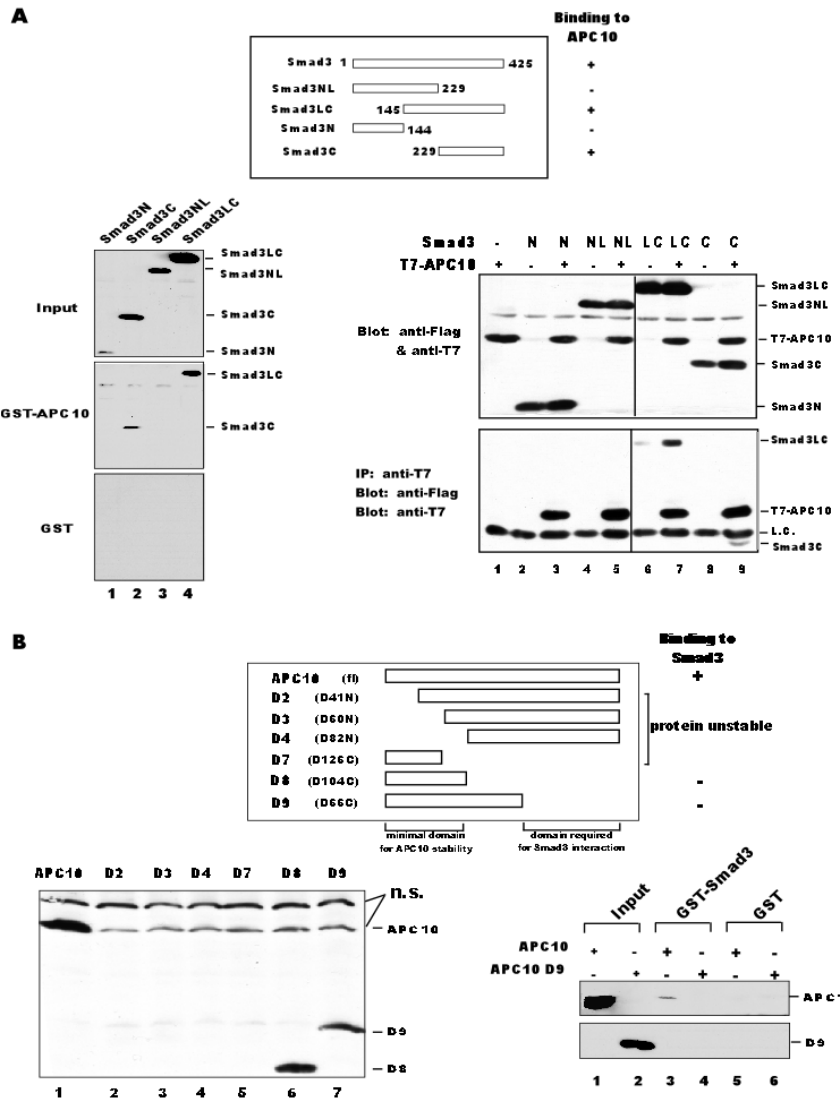 A
Binding to
APC10
Smad3 1 425 +
Smad3NL 229 -
Smad3LC 145 +
Smad3N 144 -
Smad3C 229 +
Smad3N Smad3C Smad3NL Smad3LC
Input
Smad3LC
Smad3NL
Smad3C
Smad3N
GST-APC10
Smad3LC
Smad3C
GST
1 2 3 4
Smad3 - N N NL NL LC LC C C
T7-APC10 + - + - + - + - +
Blot: anti-Flag
& anti-T7
Smad3LC
Smad3NL
T7-APC10
Smad3C
Smad3N
IP: anti-T7
Blot: anti-Flag
Blot: anti-T7
Smad3LC
T7-APC10
L.C.
Smad3C
1 2 3 4 5 6 7 8 9
B
Binding to
Smad3
APC10 (fl) +
D2 (D41N)
D3 (D60N)
D4 (D82N)
protein unstable
D7 (D126C)
D8 (D104C) -
D9 (D66C) -
minimal domain
for APC10 stability
domain required
for Smad3 interaction
APC10 D2 D3 D4 D7 D8 D9
n.s.
APC10
D9
D8
1 2 3 4 5 6 7
Input GST-Smad3 GST
APC10 + - + - + -
APC10 D9 - + - + - +
APC1
D9
1 2 3 4 5 6